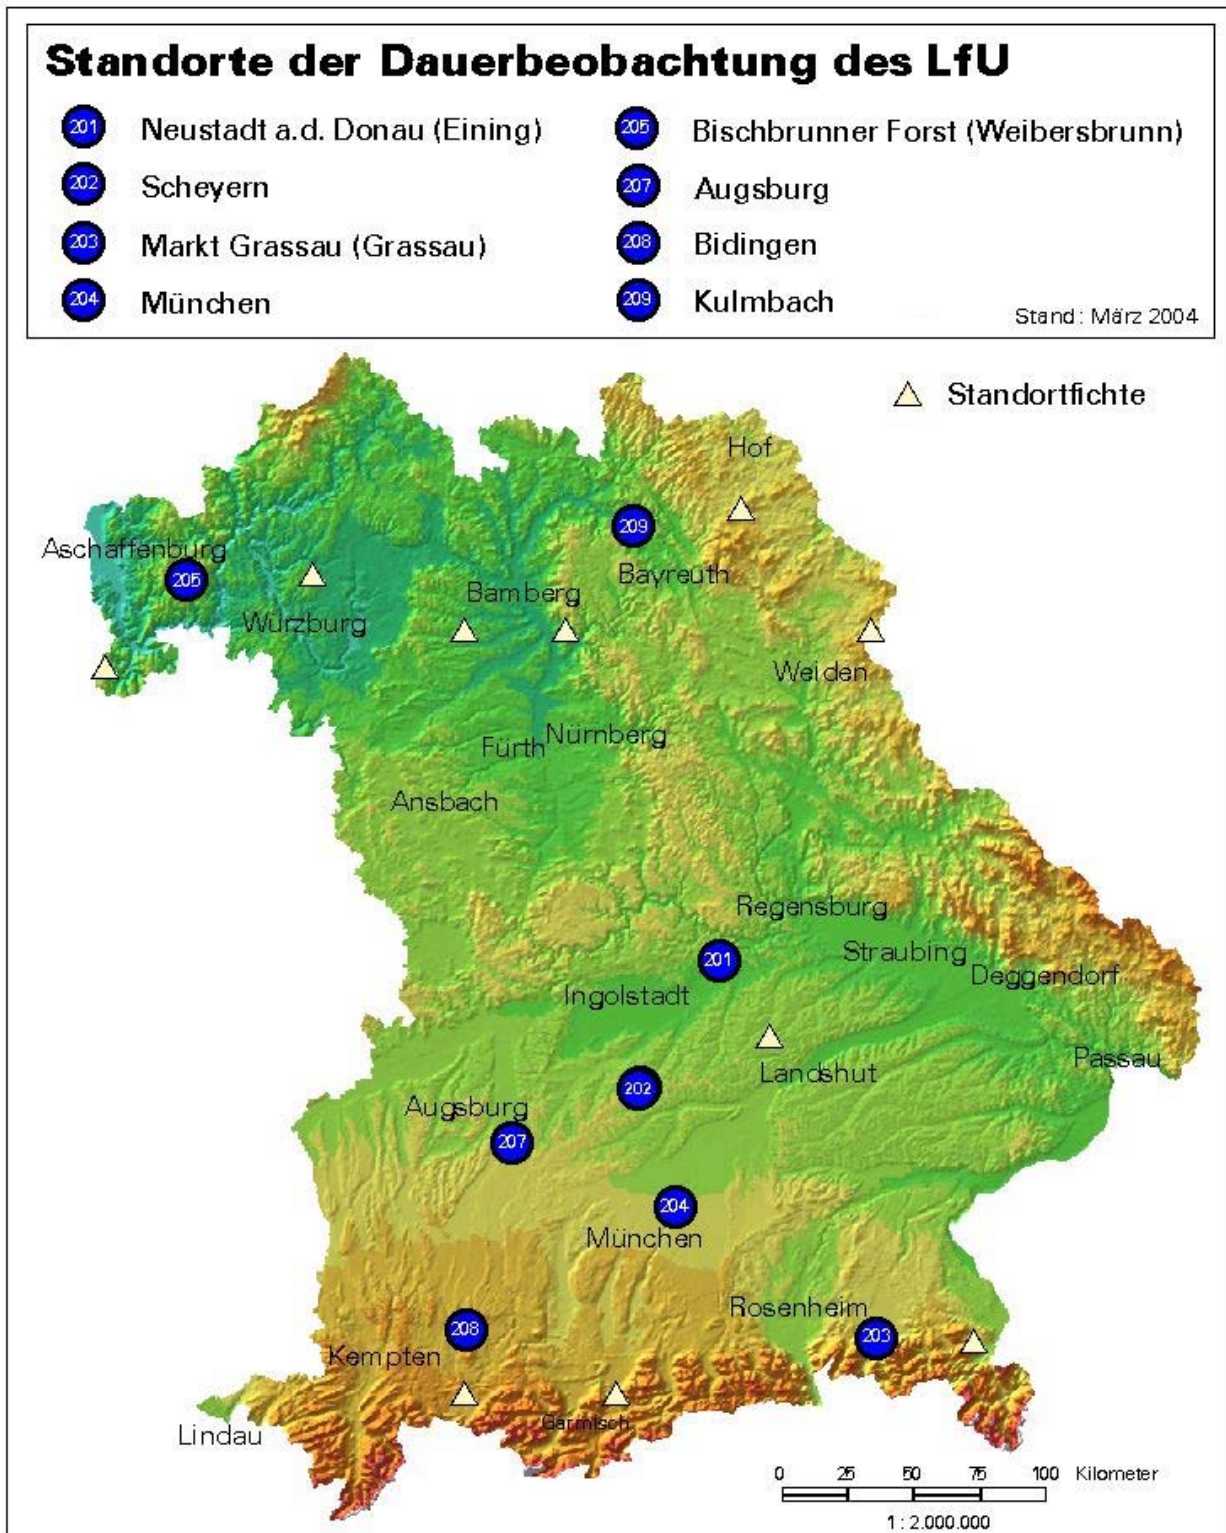 Standorte der Dauerbeobachtung des LfU
201 Neustadt a.d. Donau (Eining)
202 Scheyern
203 Markt Grassau (Grassau)
204 München
205 Bischbrunner Forst (Weibersbrunn)
207 Augsburg
208 Bidingen
209 Kulmbach
Stand: März 2004
Standortfichte
Hof
209
Aschaffenburg
205
Bayreuth
Bamberg
Würzburg
Weiden
Nürnberg
Fürth
Ansbach
Regensburg
Straubing
201
Deggendorf
Ingolstadt
Passau
Landshut
202
Augsburg
207
204
München
Rosenheim
208
203
Kempten
Garmisch
Lindau
0 25 50 75 100 Kilometer
1 : 2.000.000